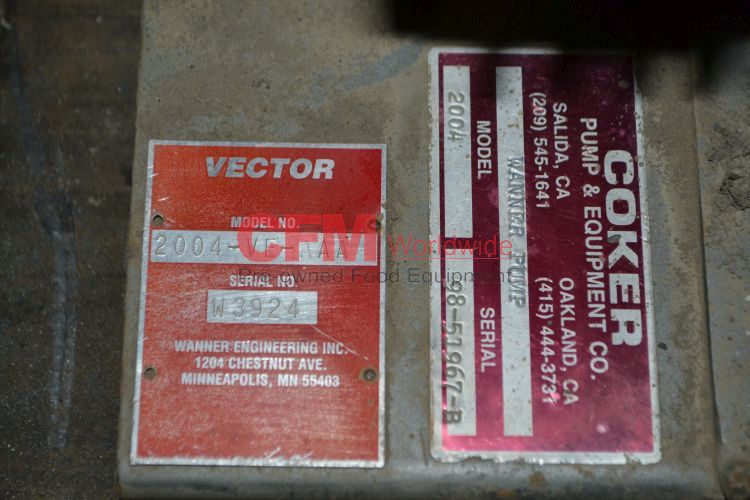 VECTOR
MODEL NO.
SERIAL NO.
W3924
WANNER ENGINEERING INC.
1204 CHESTNUT AVE.
MINNEAPOLIS, MN 55403
CFM Worldwide
Pre-owned Food Equipment
COKER
PUMP & EQUIPMENT CO.
SALIDA, CA OAKLAND, CA
(209) 545-1641 (415) 444-3731
WANNER PUMP
MODEL SERIAL
2004 98-51967-B